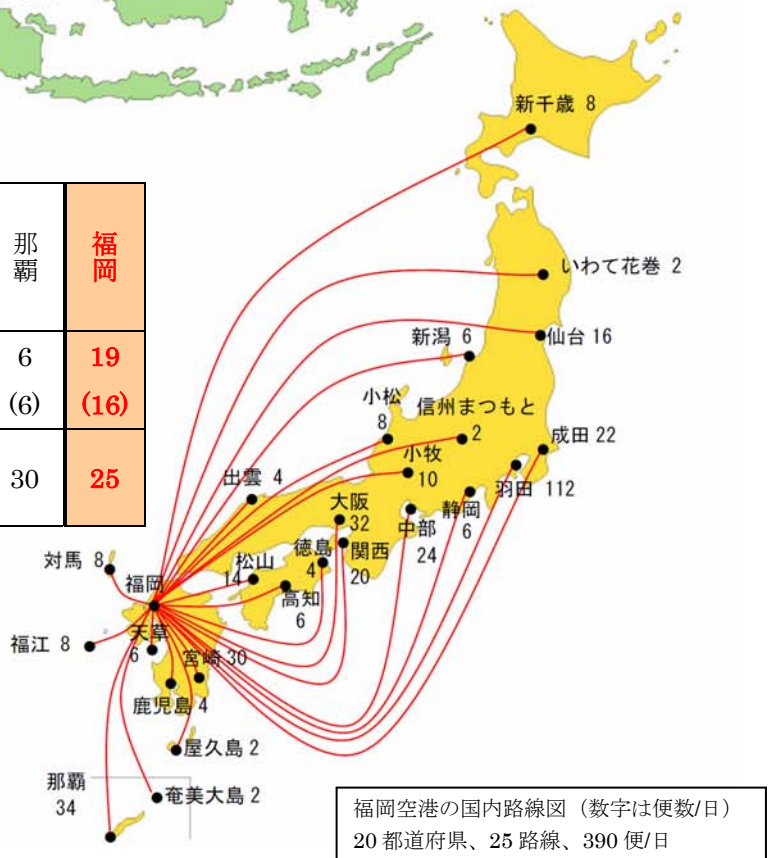 新千歳 8
那覇 福岡
6 19
(6) (16)
30 25
いわて花巻 2
仙台 16
新潟 6
小松
8
信州まつもと
2
成田 22
小牧
10
羽田 112
出雲 4
大阪
32
静岡
6
中部
24
対馬 8
福岡
松山
14
徳島
4
関西
20
高知
6
福江 8
天草
6
宮崎 30
鹿児島 4
屋久島 2
那覇
34
奄美大島 2
福岡空港の国内路線図（数字は便数/日）
20 都道府県、25 路線、390 便/日